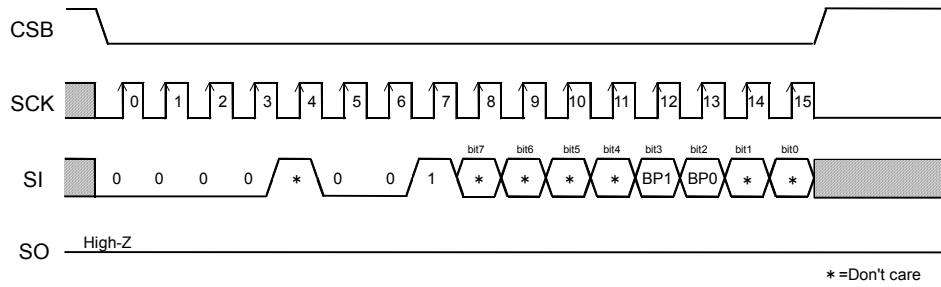 CSB
SCK 0 1 2 3 4 5 6 7 8 9 10 11 12 13 14 15
bit7 bit6 bit5 bit4 bit3 bit2 bit1 bit0
SI 0 0 0 0 * 0 0 1 * * * * BP1 BP0 * *
SO High-Z
* =Don't care